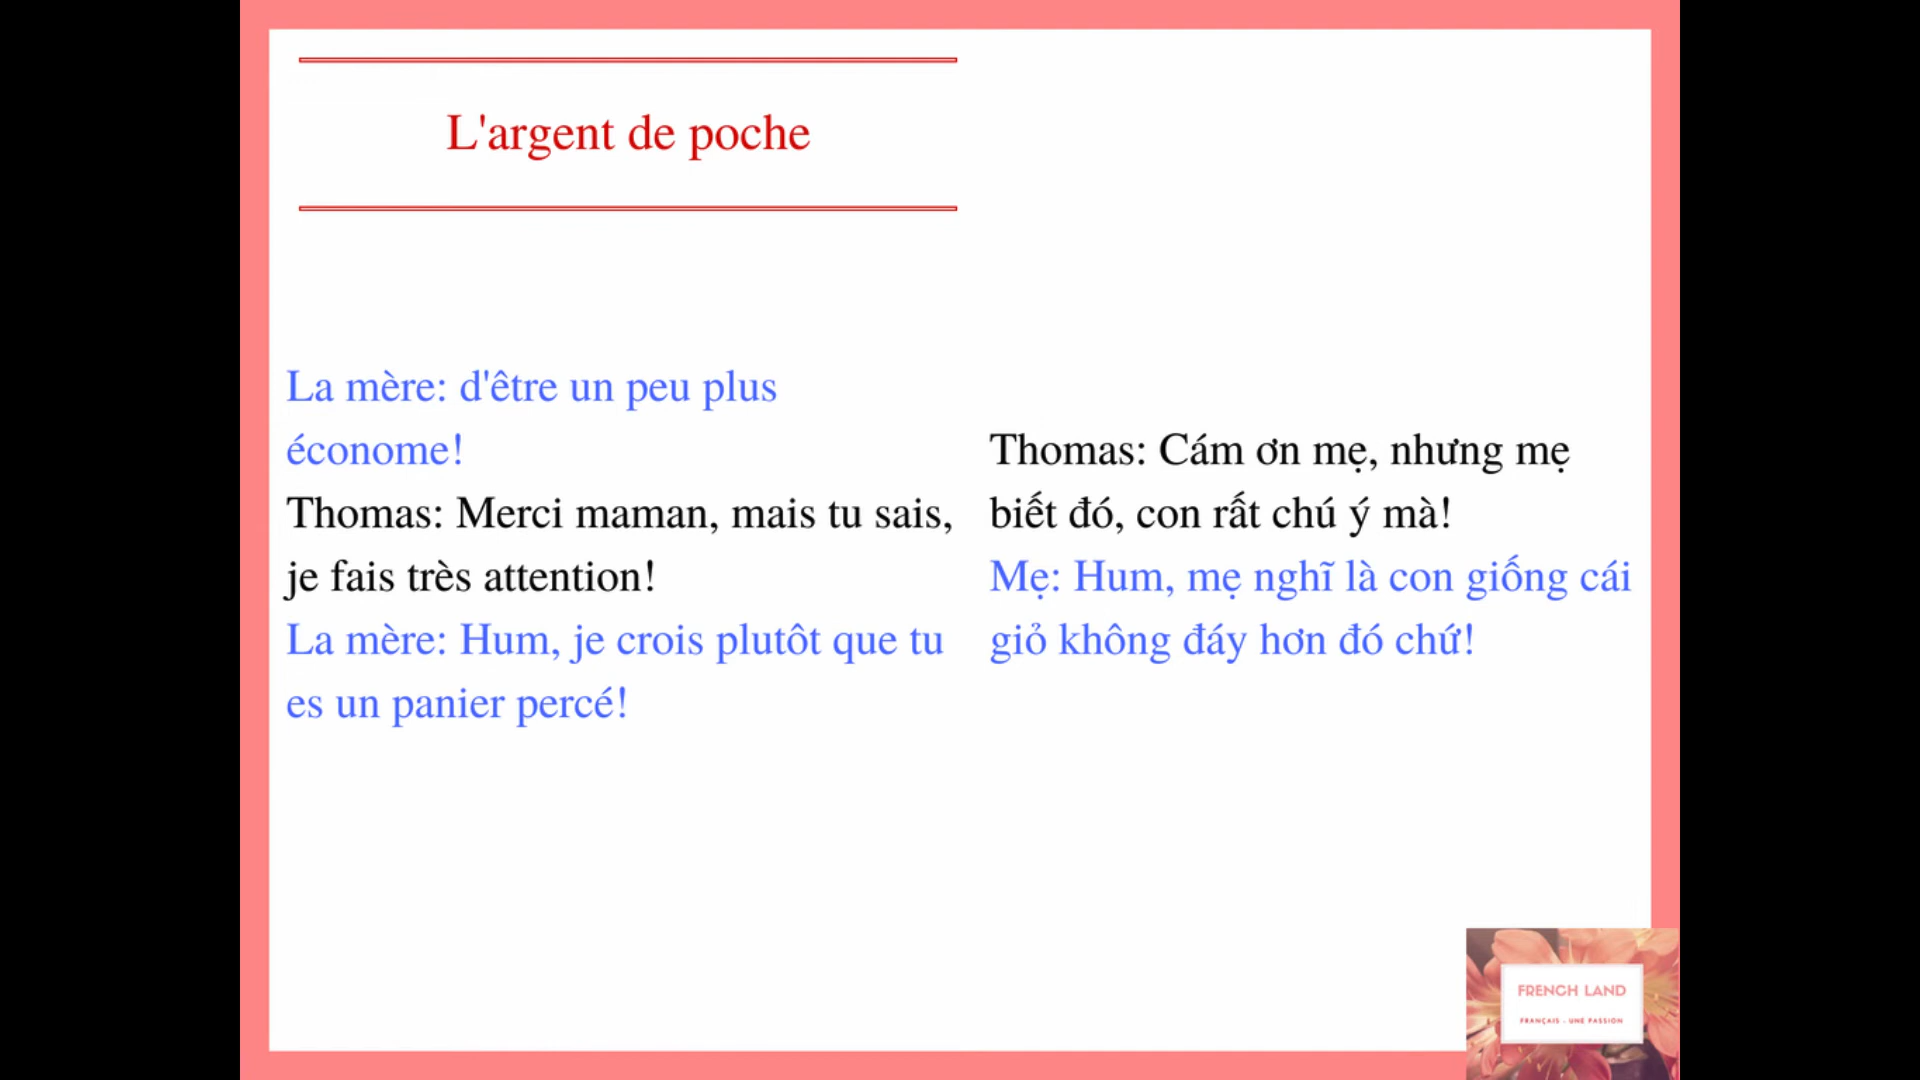 L'argent de poche
La mère: d'être un peu plus
économe!
Thomas: Merci maman, mais tu sais,
je fais très attention!
La mère: Hum, je crois plutôt que tu
es un panier percé!
Thomas: Cám ơn mẹ, nhưng mẹ
biết đó, con rất chú ý mà!
Mẹ: Hum, mẹ nghĩ là con giống cái
giỏ không đáy hơn đó chứ!
FRENCH LAND
FRANÇAIS - UNE PASSION